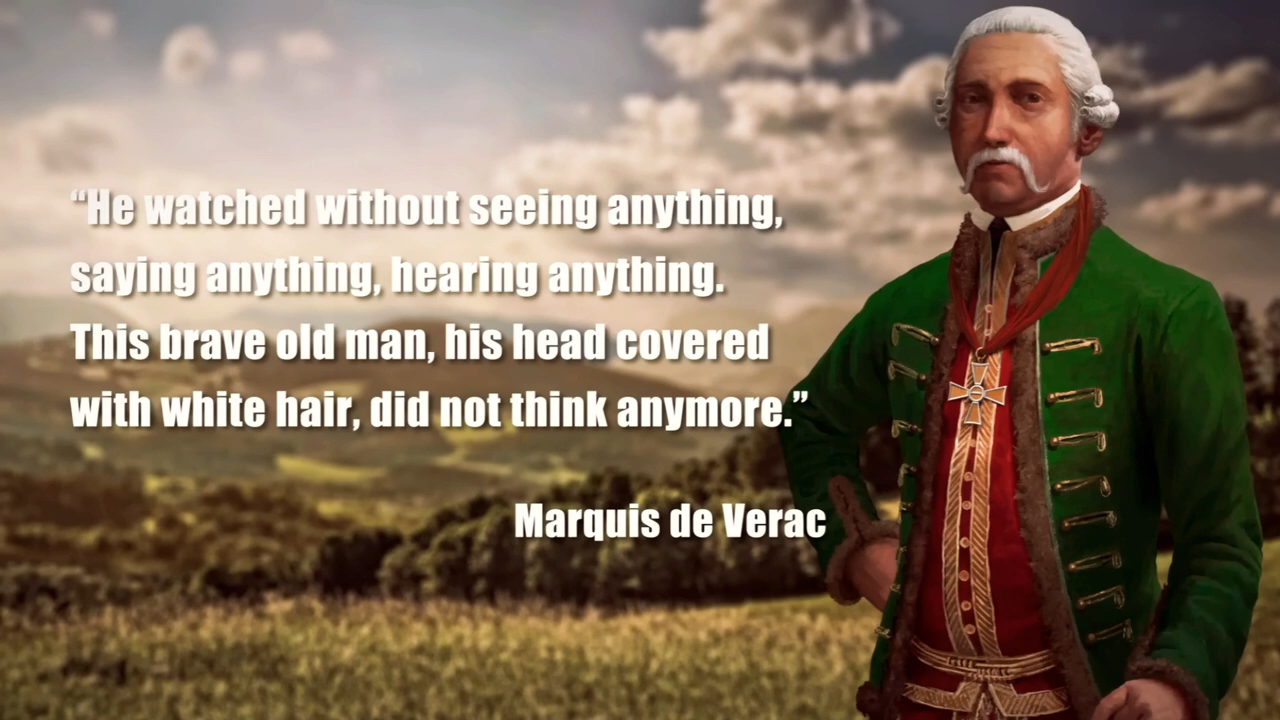 “He watched without seeing anything,
saying anything, hearing anything.
This brave old man, his head covered
with white hair, did not think anymore.”
Marquis de Verac